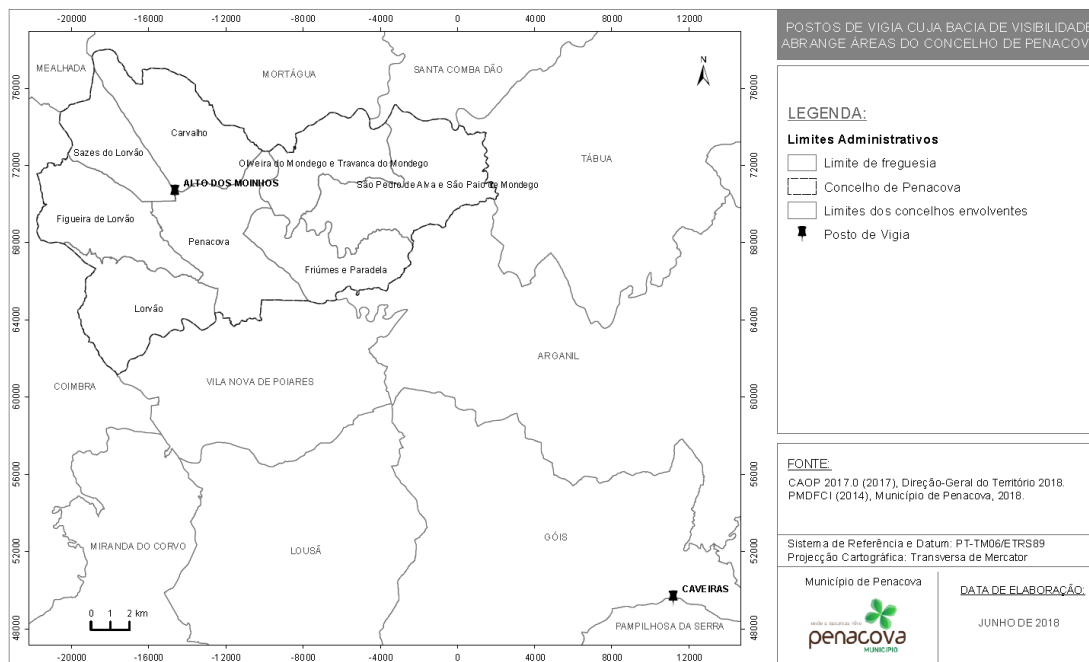 -20000 -16000 -12000 -8000 -4000 0 4000 8000 12000
POSTOS DE VIGIA CUJA BACIA DE VISIBILIDADE
ABRANGE ÁREAS DO CONCELHO DE PENACOV
MEALHADA
MORTÁGUA
SANTA COMBA DÃO
N
76000
76000
Carvalho
Sazes do Lorvão
Oliveira do Mondego e Travanca do Mondego
TÁBUA
72000
72000
ALTO DOS MOINHOS
São Pedro de Alva e São Paio de Mondego
Figueira de Lorvão
Penacova
68000
68000
Friúmes e Paradela
Lorvão
64000
64000
ARGANIL
COIMBRA
VILA NOVA DE POIARES
60000
60000
56000
56000
MIRANDA DO CORVO
LOUSÃ
GÓIS
52000
52000
CAVEIRAS
0 1 2 km
PAMPILHOSA DA SERRA
48000
48000
-20000 -16000 -12000 -8000 -4000 0 4000 8000 12000
LEGENDA:
Limites Administrativos
Limite de freguesia
Concelho de Penacova
Limites dos concelhos envolventes
Posto de Vigia
FONTE:
CAOP 2017.0 (2017), Direção-Geral do Território 2018.
PMDFCI (2014), Município de Penacova, 2018.
Sistema de Referência e Datum: PT-TM06/ETRS89
Projecção Cartográfica: Transversa de Mercator
Município de Penacova
penacova
MUNICÍPIO
DATA DE ELABORAÇÃO:
JUNHO DE 2018